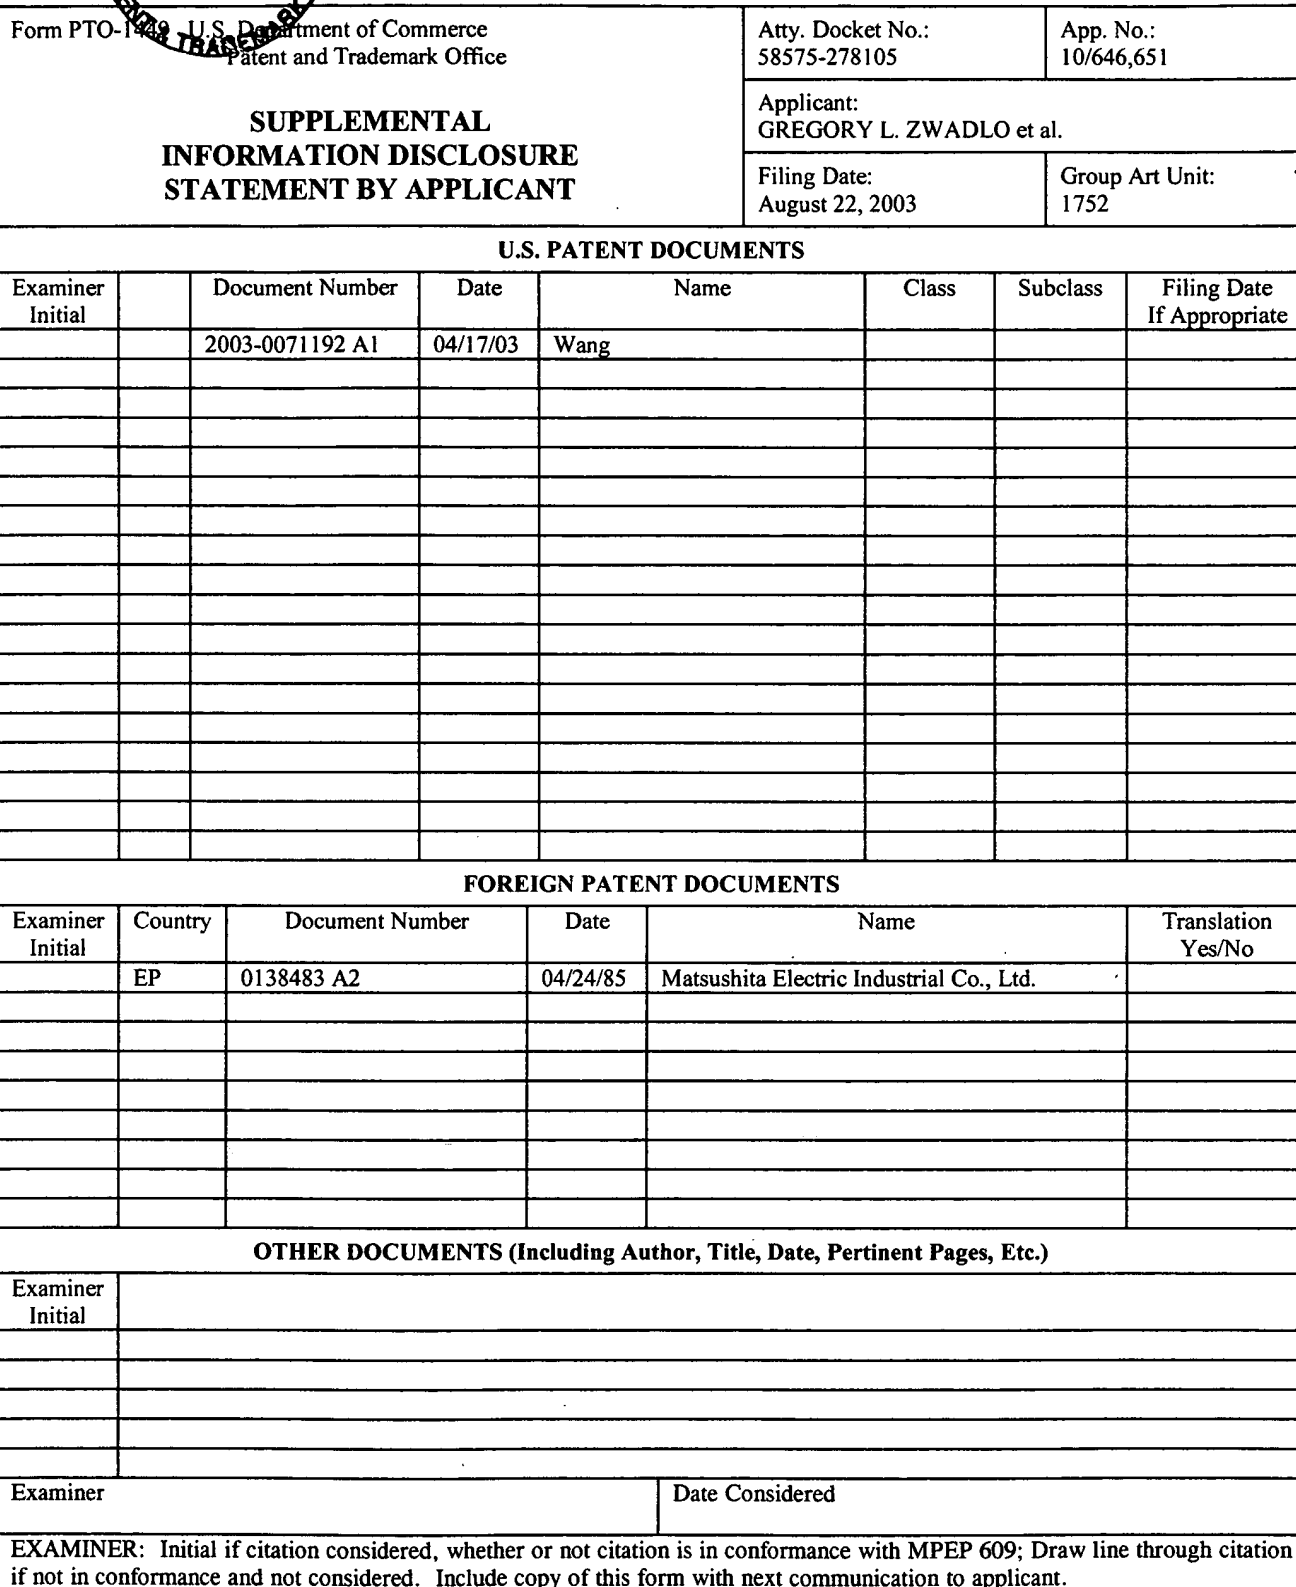 Form PTO-1449 U.S. Department of Commerce
Patent and Trademark Office
SUPPLEMENTAL
INFORMATION DISCLOSURE
STATEMENT BY APPLICANT
Atty. Docket No.:
58575-278105
App. No.:
10/646,651
Applicant:
GREGORY L. ZWADLO et al.
Filing Date:
August 22, 2003
Group Art Unit:
1752
U.S. PATENT DOCUMENTS
Examiner Initial Document Number Date Name Class Subclass Filing Date If Appropriate
2003-0071192 A1 04/17/03 Wang
FOREIGN PATENT DOCUMENTS
Examiner Initial Country Document Number Date Name Translation Yes/No
EP 0138483 A2 04/24/85 Matsushita Electric Industrial Co., Ltd.
OTHER DOCUMENTS (Including Author, Title, Date, Pertinent Pages, Etc.)
Examiner
Initial
Examiner Date Considered
EXAMINER: Initial if citation considered, whether or not citation is in conformance with MPEP 609; Draw line through citation
if not in conformance and not considered. Include copy of this form with next communication to applicant.